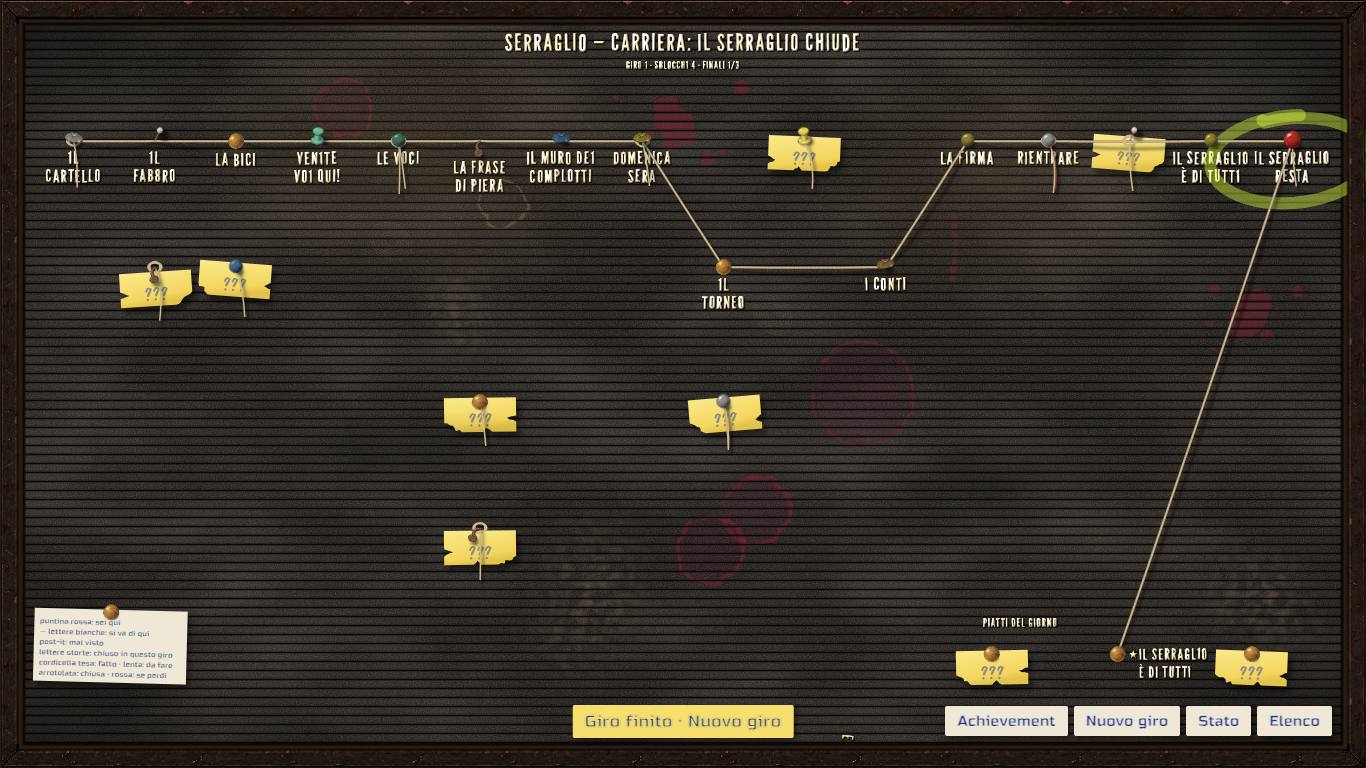 SERRAGLIO – CARRIERA: IL SERRAGLIO CHIUDE
GIRO 1 · SBLOCCHI 4 · FINALI 1/3
IL
CARTELLO
IL
FABBRO
LA BICI
VENITE
VOI QUI!
LE VOCI
LA FRASE
DI PIERA
IL MURO DEI
COMPLOTTI
DOMENICA
SERA
???
LA FIRMA
RIENTRARE
???
IL SERRAGLIO
È DI TUTTI
IL SERRAGLIO
RESTA
???
???
IL
TORNEO
I CONTI
???
???
???
puntina rossa: sei qui
– lettere bianche: si va di qui
post-it: mai visto
lettere storte: chiuso in questo giro
cordicella tesa: fatto · lenta: da fare
arrotolata: chiusa · rossa: se perdi
PIATTI DEL GIORNO
???
★IL SERRAGLIO
È DI TUTTI
???
Giro finito · Nuovo giro
Achievement
Nuovo giro
Stato
Elenco